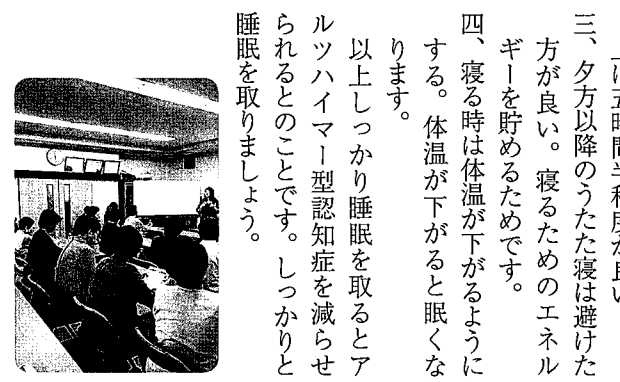 三、夕方以降のうたた寝は避けた
方が良い。寝るためのエネル
ギーを貯めるためです。
四、寝る時は体温が下がるように
する。体温が下がると眠くな
ります。
以上しっかり睡眠を取るとア
ルツハイマー型認知症を減らせ
られるとのことです。しっかりと
睡眠を取りましょう。